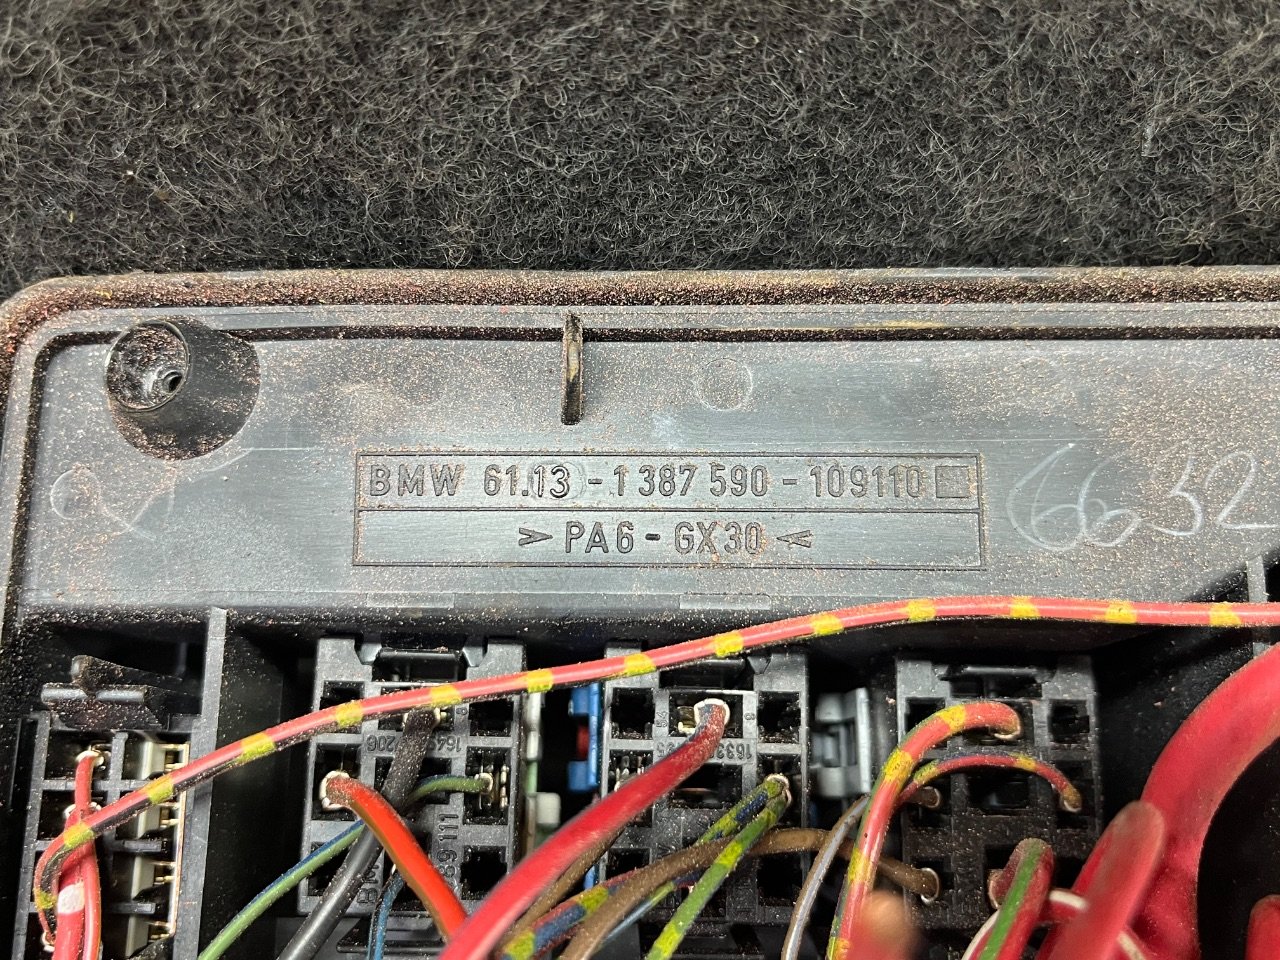 BMW 61.13 - 1 387 590 - 109110
> PA6 - GX30 <
6632